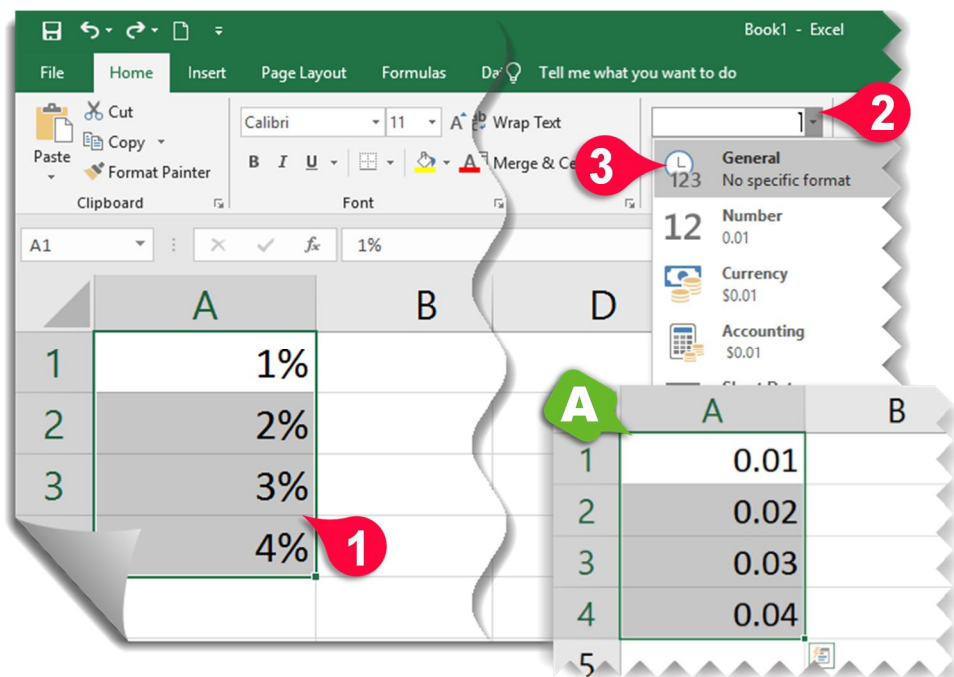 Book1 - Excel
File Home Insert Page Layout Formulas Tell me what you want to do
Cut
Copy
Format Painter
Paste
Clipboard
Calibri 11
B I U
Font
Wrap Text
2
3
General
No specific format
123
12
Number
0.01
Currency
$0.01
Accounting
$0.01
A1 fx 1%
A B D
1 1%
2 2%
3 3%
4%
1
A
A B
1 0.01
2 0.02
3 0.03
4 0.04
5